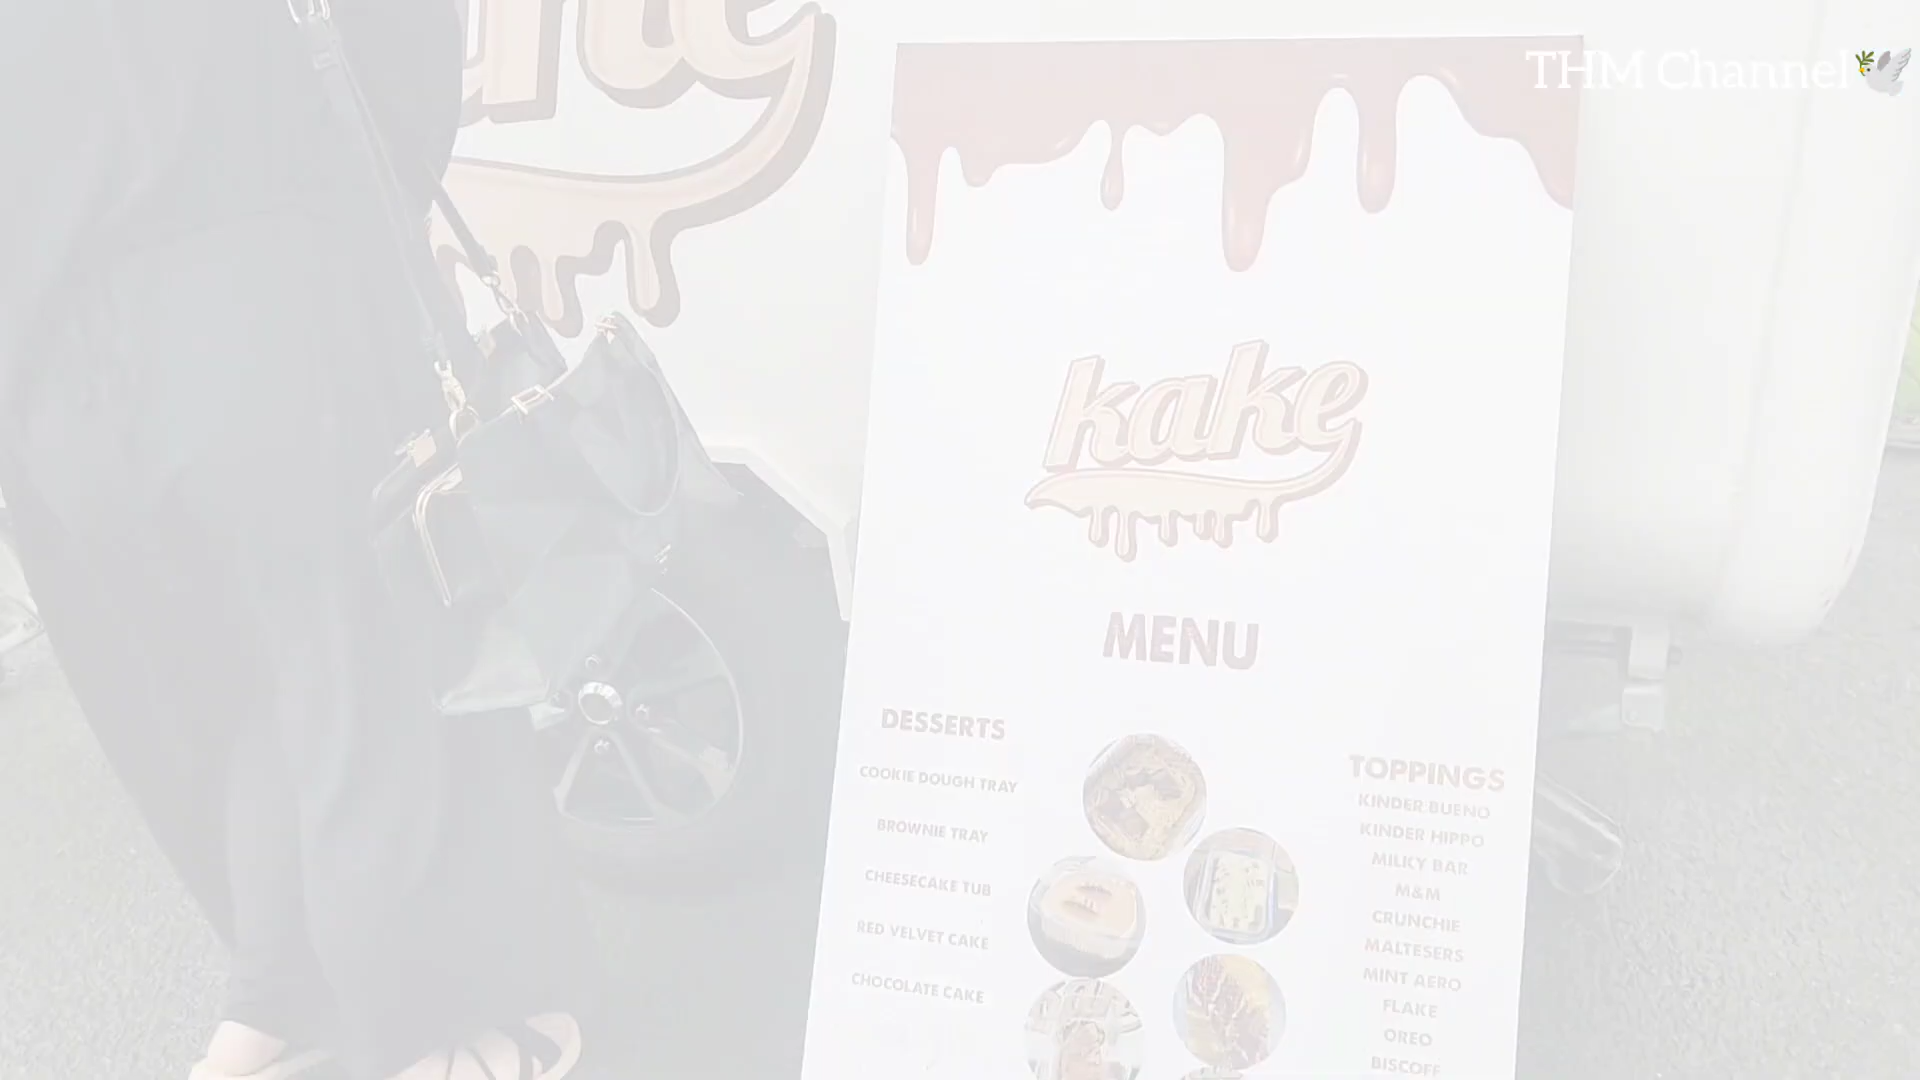 THM Channel
kake
MENU
DESSERTS
COOKIE DOUGH TRAY
BROWNIE TRAY
CHEESECAKE TUB
RED VELVET CAKE
CHOCOLATE CAKE
TOPPINGS
KINDER BUENO
KINDER HIPPO
MILKY BAR
M&M
CRUNCHIE
MALTESERS
MINT AERO
FLAKE
OREO
BISCOFF